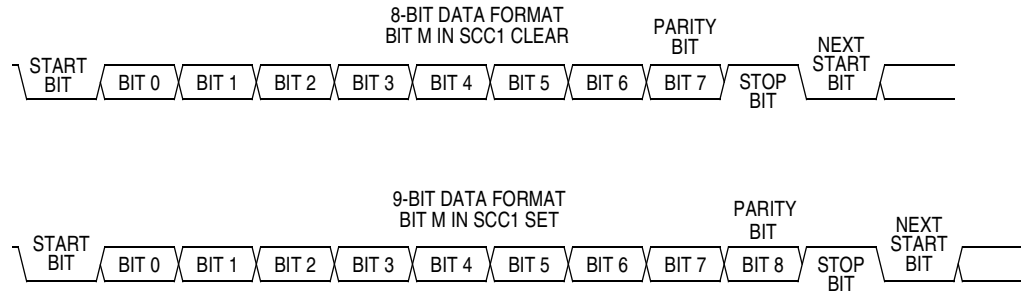 8-BIT DATA FORMAT
BIT M IN SCC1 CLEAR
PARITY
BIT
NEXT
START
BIT
START
BIT
BIT 0
BIT 1
BIT 2
BIT 3
BIT 4
BIT 5
BIT 6
BIT 7
STOP
BIT
9-BIT DATA FORMAT
BIT M IN SCC1 SET
PARITY
BIT
NEXT
START
BIT
START
BIT
BIT 0
BIT 1
BIT 2
BIT 3
BIT 4
BIT 5
BIT 6
BIT 7
BIT 8
STOP
BIT